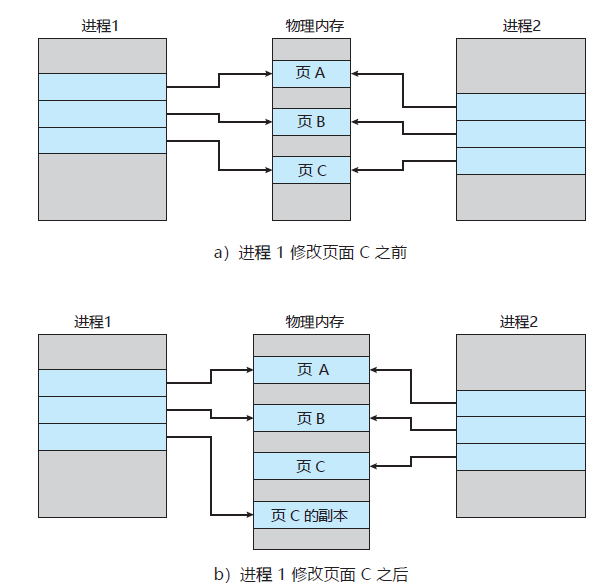 进程1 物理内存 进程2
页 A
页 B
页 C
a）进程 1 修改页面 C 之前
进程1 物理内存 进程2
页 A
页 B
页 C
页 C 的副本
b）进程 1 修改页面 C 之后